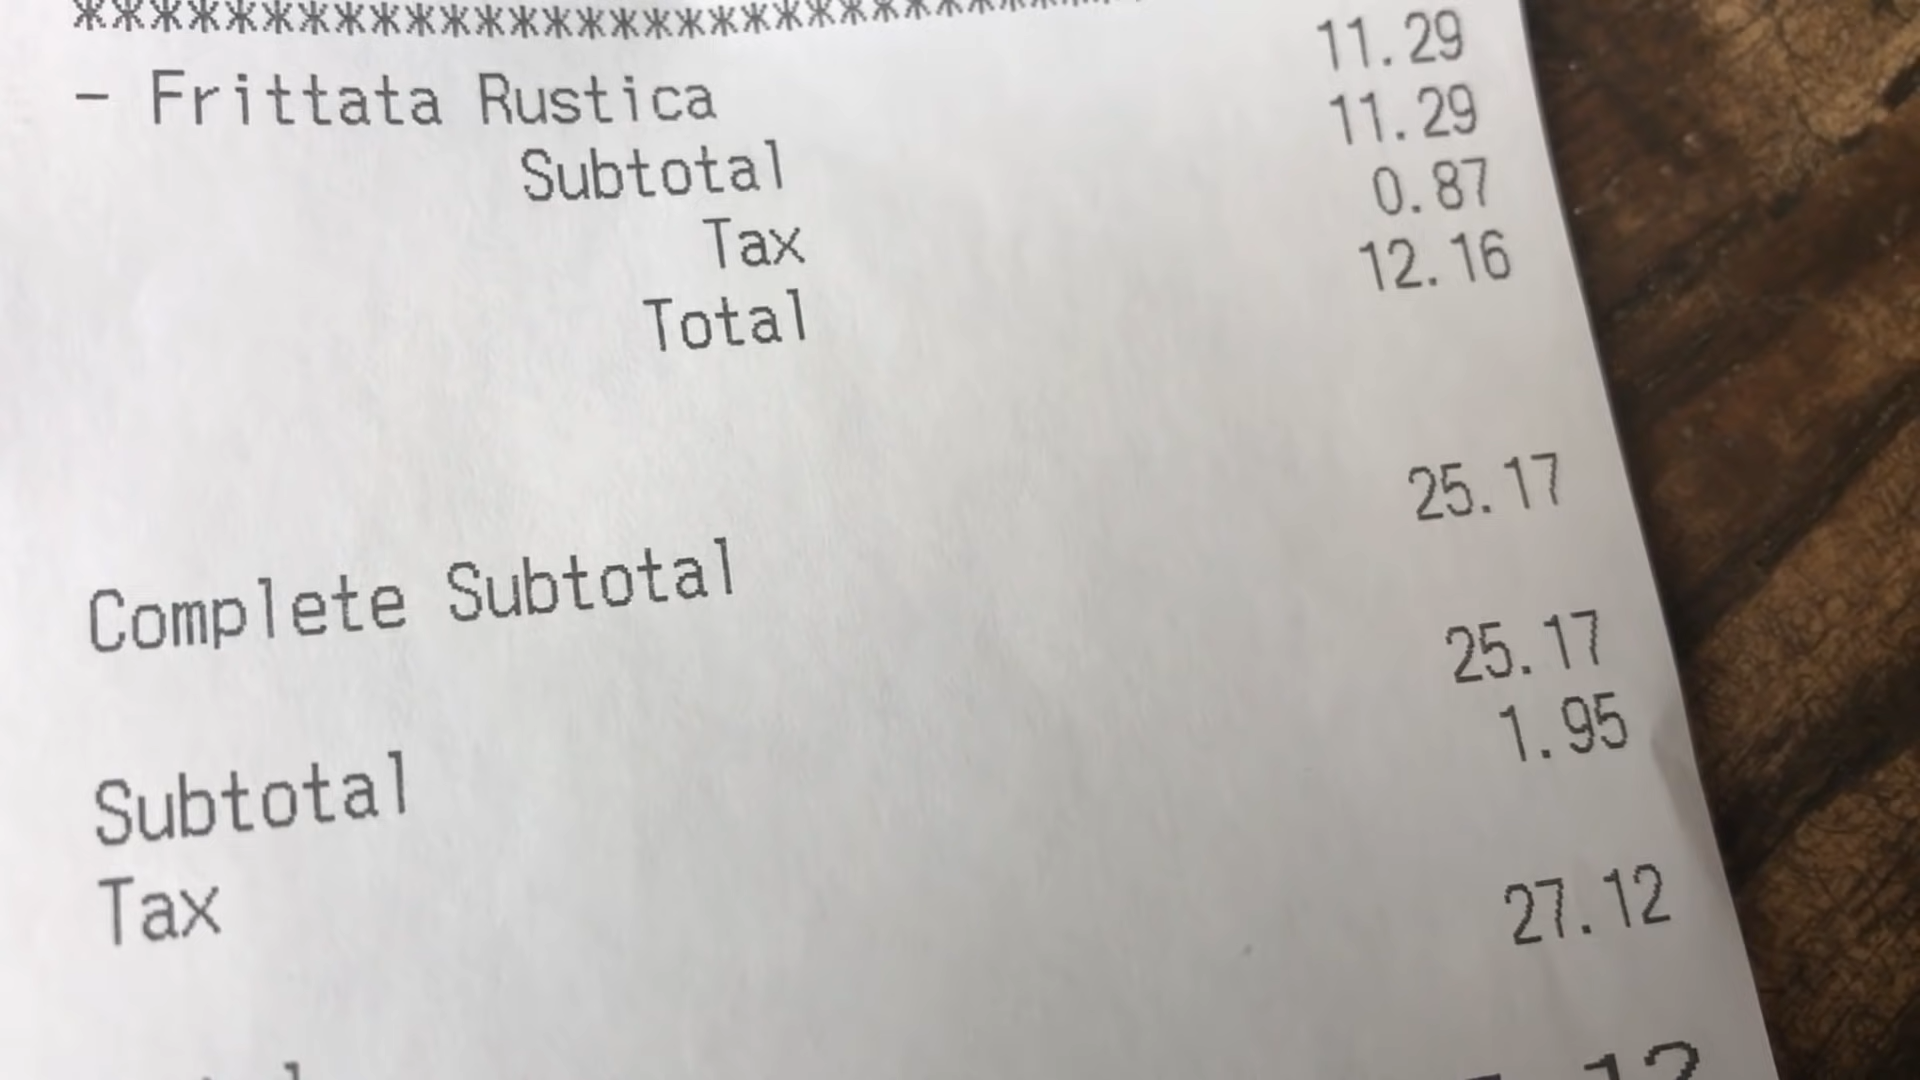 ************************************
- Frittata Rustica 11.29
Subtotal 11.29
Tax 0.87
Total 12.16
Complete Subtotal 25.17
Subtotal 25.17
Tax 1.95
27.12